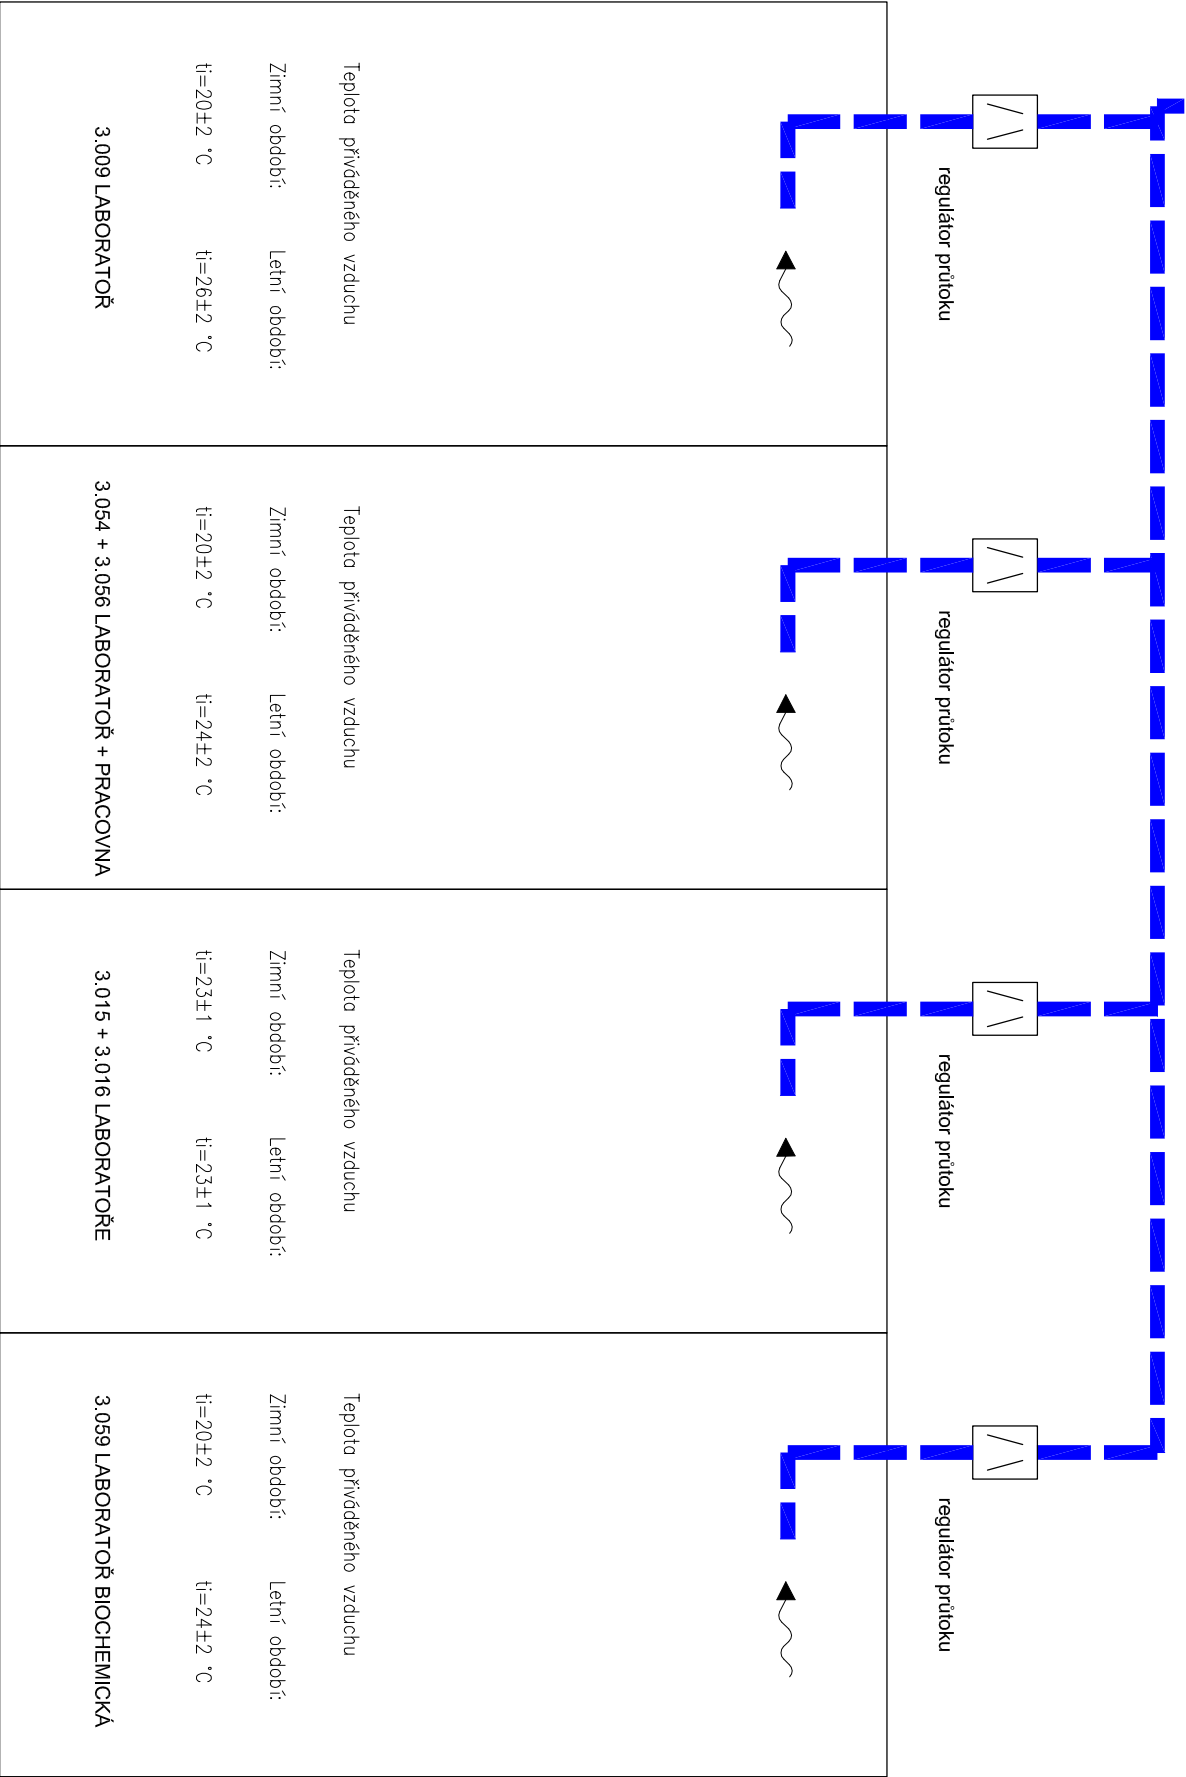 regulátor průtoku
regulátor průtoku
regulátor průtoku
regulátor průtoku
Teplota přiváděného vzduchu
Zimní období: Letní období:
ti=20±2 °C ti=26±2 °C
3.009 LABORATOŘ
Teplota přiváděného vzduchu
Zimní období: Letní období:
ti=20±2 °C ti=24±2 °C
3.054 + 3.056 LABORATOŘ + PRACOVNA
Teplota přiváděného vzduchu
Zimní období: Letní období:
ti=23±1 °C ti=23±1 °C
3.015 + 3.016 LABORATOŘE
Teplota přiváděného vzduchu
Zimní období: Letní období:
ti=20±2 °C ti=24±2 °C
3.059 LABORATOŘ BIOCHEMICKÁ